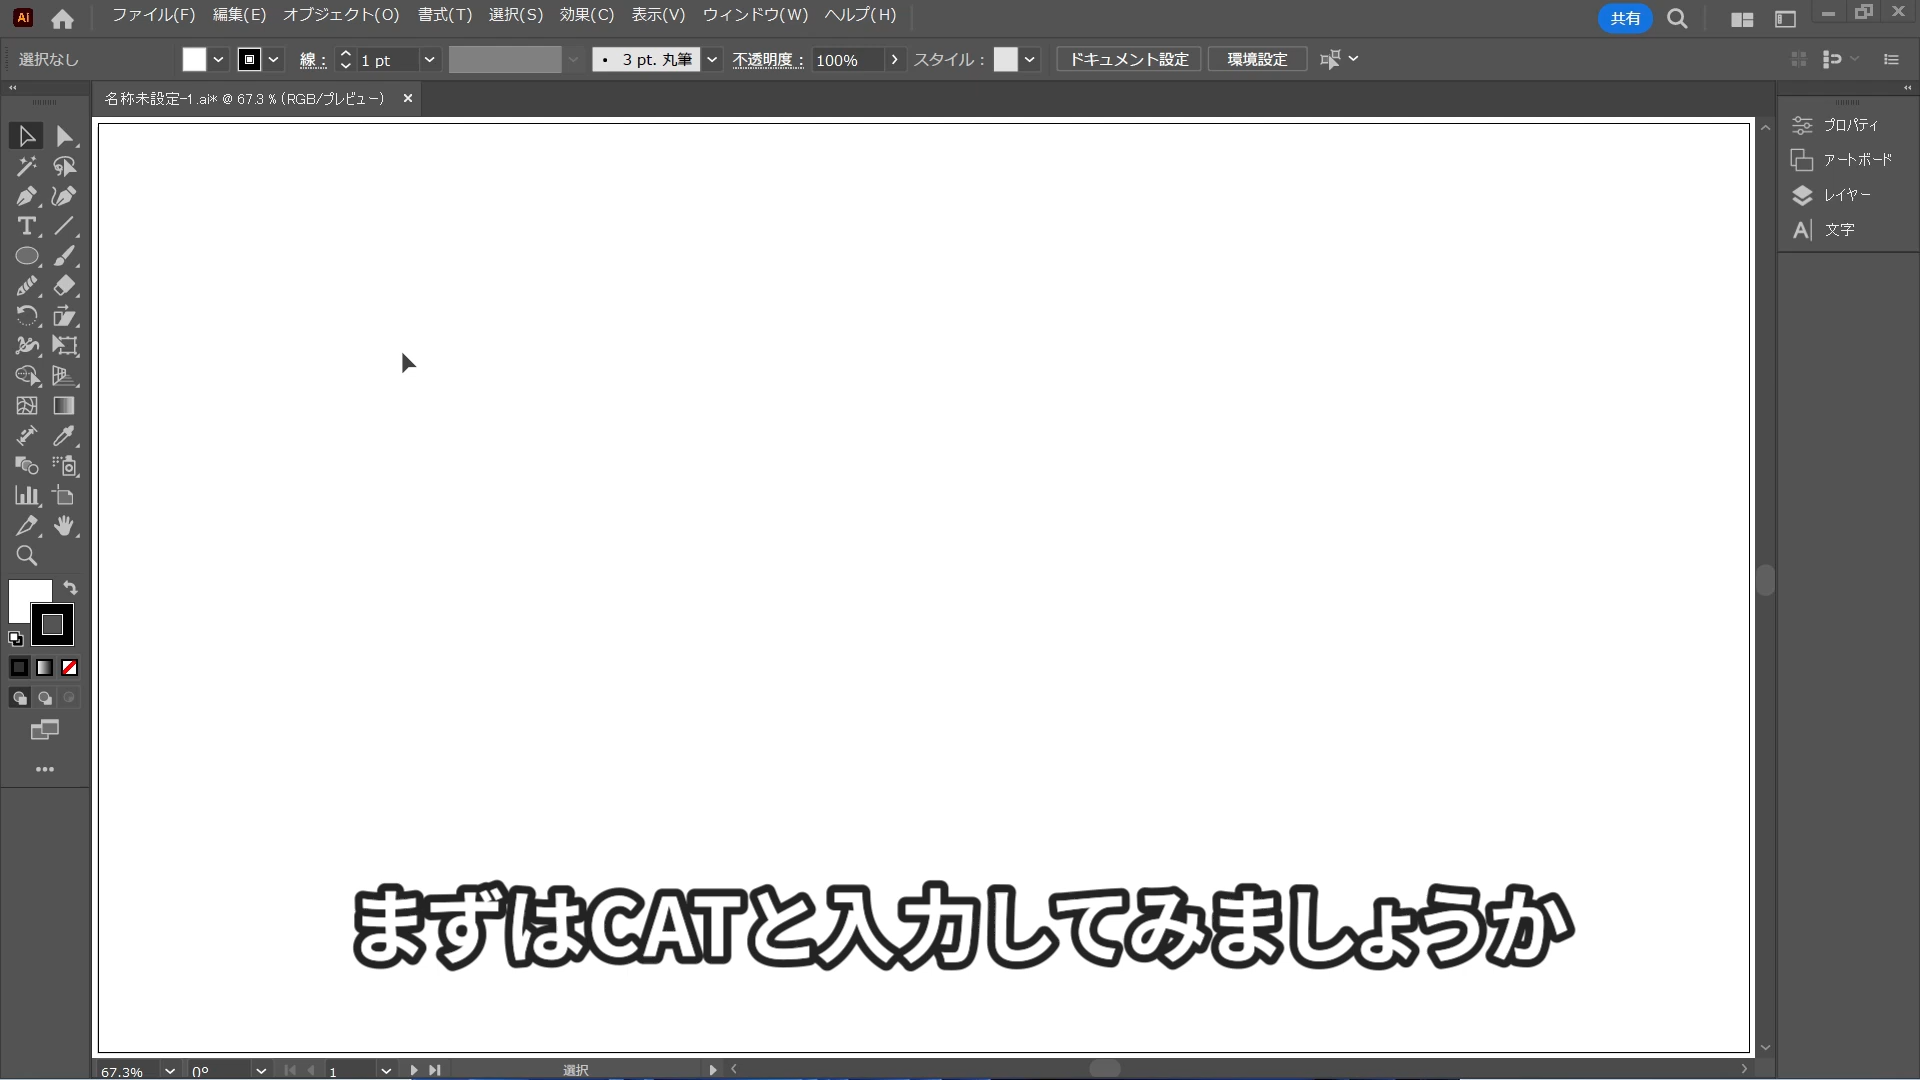 Ai ファイル(F) 編集(E) オブジェクト(O) 書式(T) 選択(S) 効果(C) 表示(V) ウィンドウ(W) ヘルプ(H) 共有
選択なし 線： 1 pt 3 pt. 丸筆 不透明度： 100% スタイル： ドキュメント設定 環境設定
名称未設定-1.ai* @ 67.3 % (RGB/プレビュー)
プロパティ
アートボード
レイヤー
文字
まずはCATと入力してみましょうか
67.3% 0° 1 選択